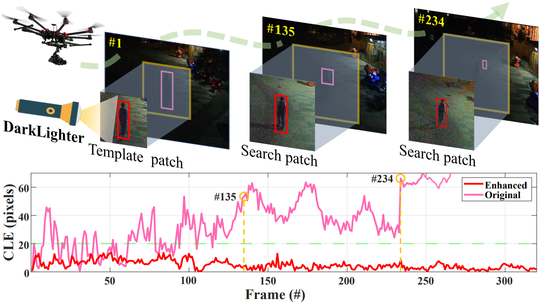 #1
#135
#234
DarkLighter
Template patch
Search patch
Search patch
CLE (pixels)
60
40
20
0
#135
#234
Enhanced
Original
50
100
150
200
250
300
Frame (#)